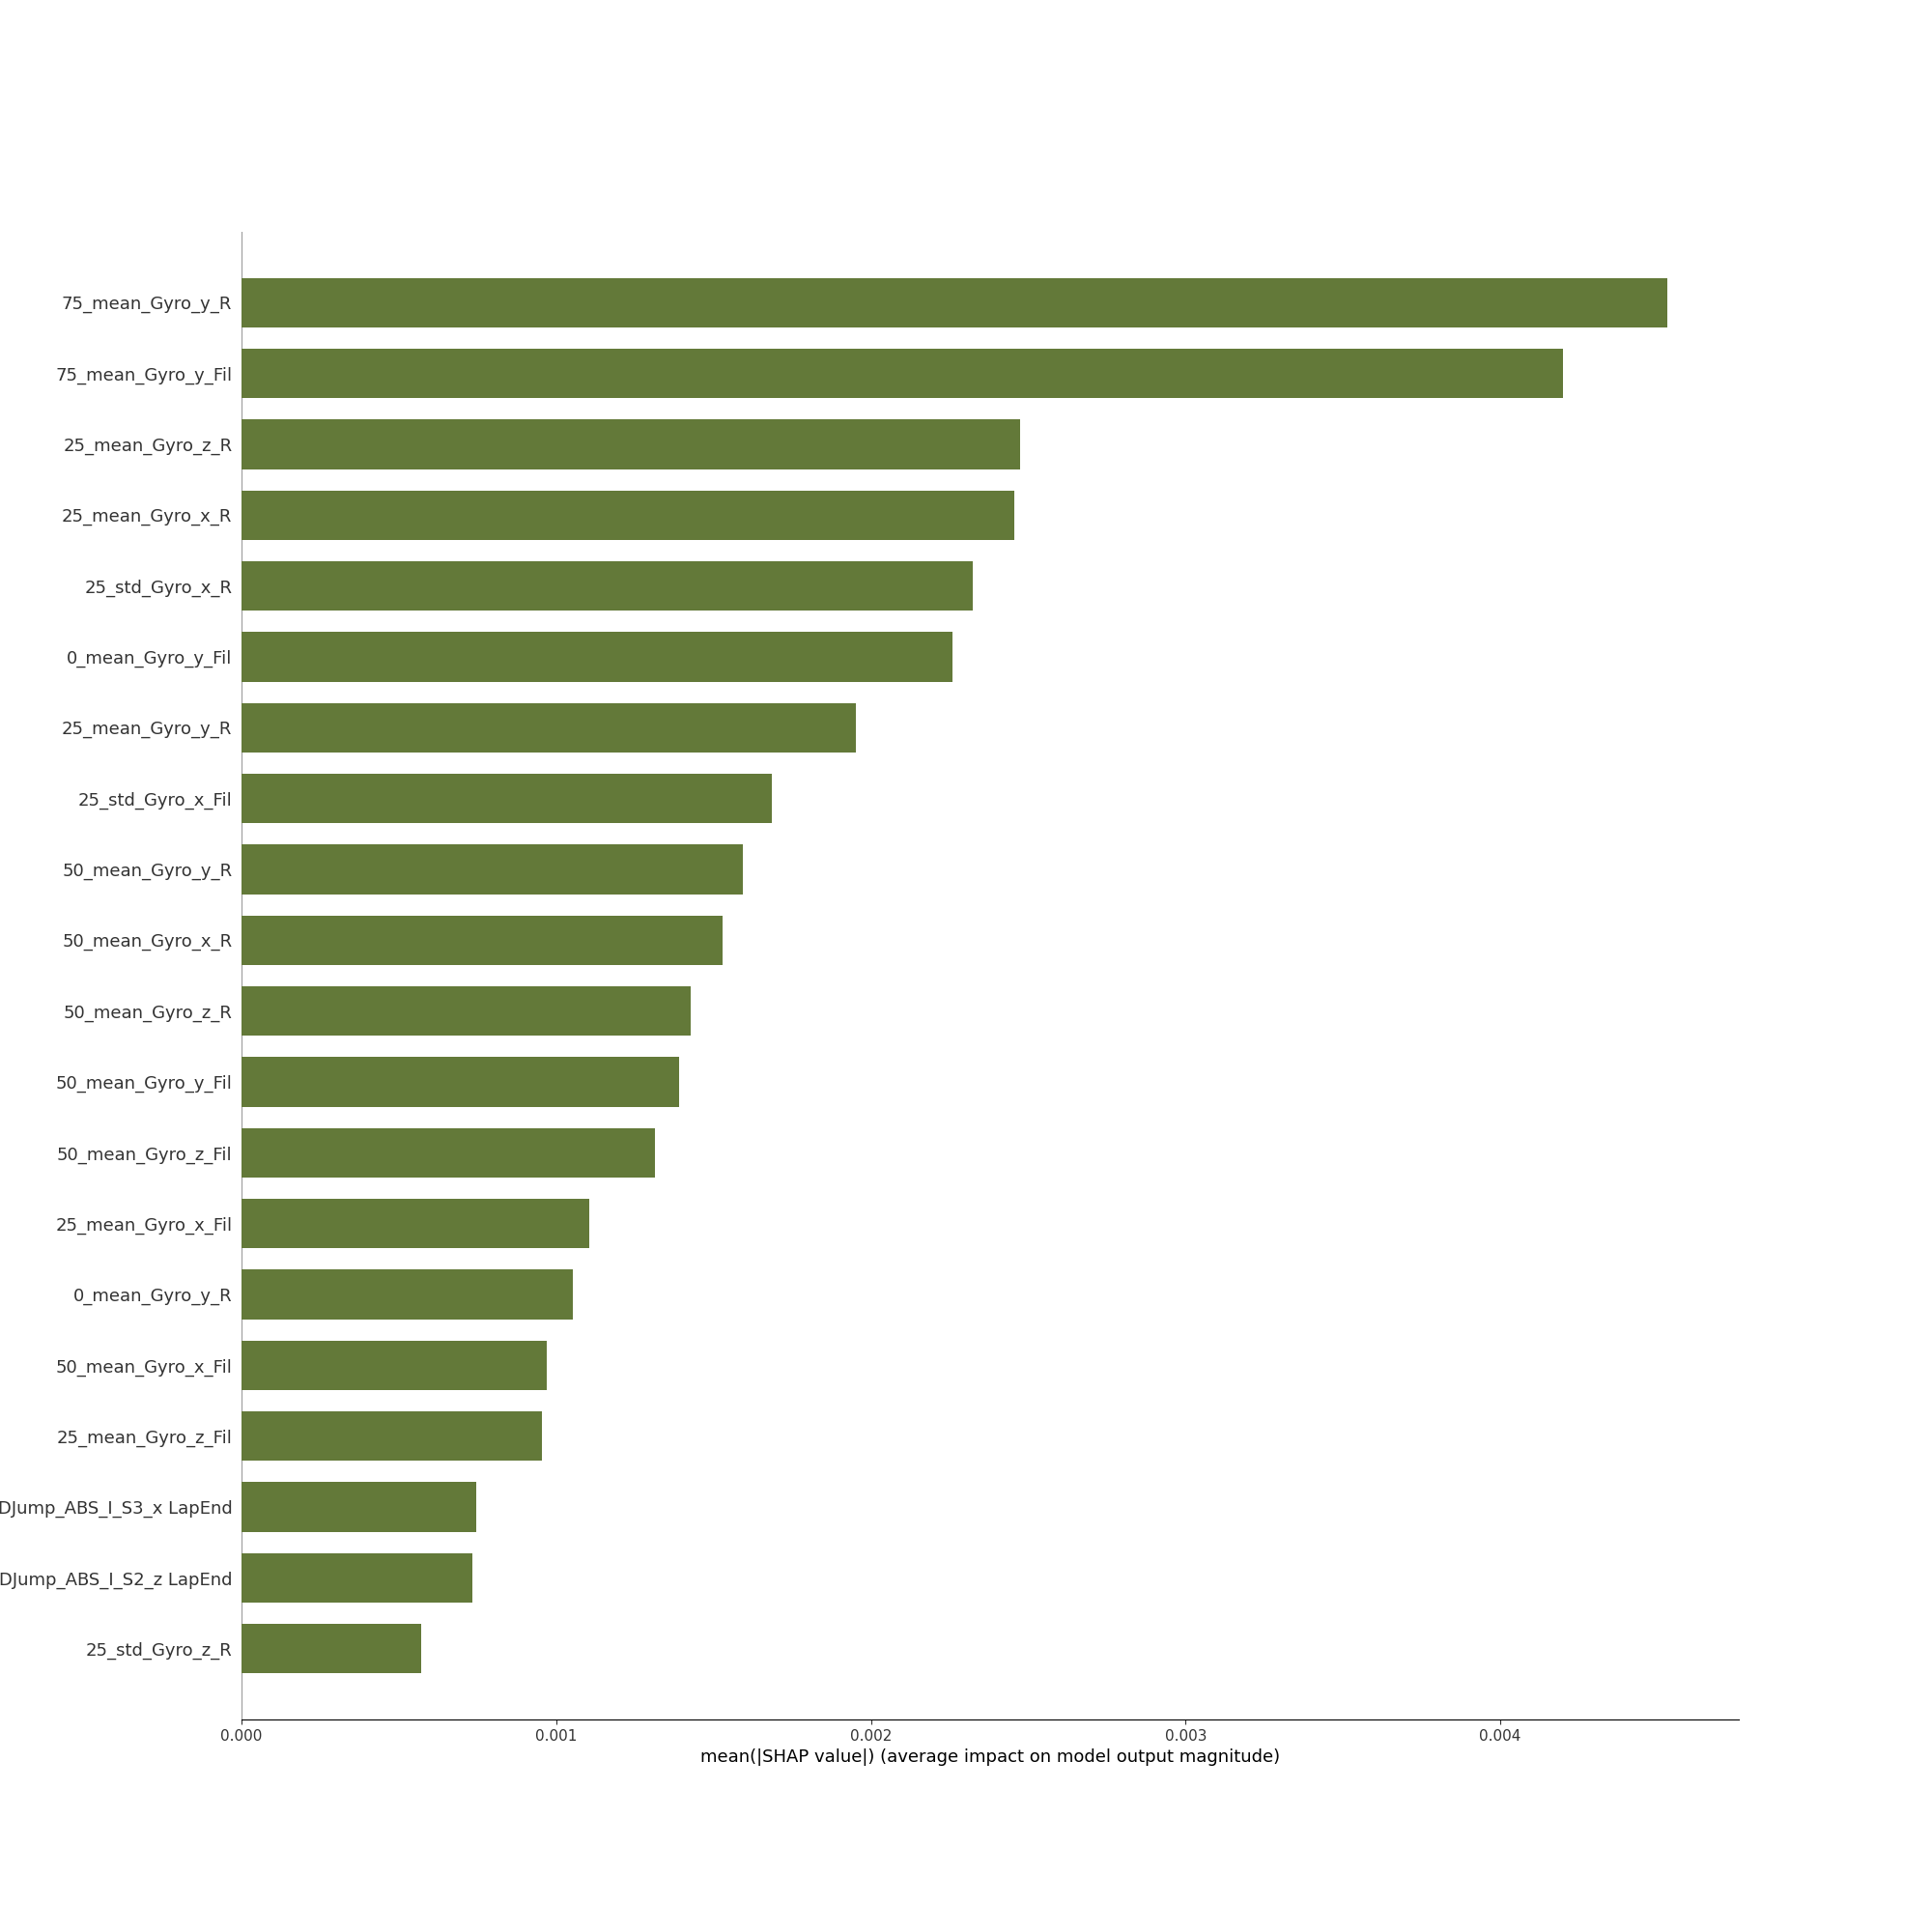 75_mean_Gyro_y_R
75_mean_Gyro_y_Fil
25_mean_Gyro_z_R
25_mean_Gyro_x_R
25_std_Gyro_x_R
0_mean_Gyro_y_Fil
25_mean_Gyro_y_R
25_std_Gyro_x_Fil
50_mean_Gyro_y_R
50_mean_Gyro_x_R
50_mean_Gyro_z_R
50_mean_Gyro_y_Fil
50_mean_Gyro_z_Fil
25_mean_Gyro_x_Fil
0_mean_Gyro_y_R
50_mean_Gyro_x_Fil
25_mean_Gyro_z_Fil
DJump_ABS_I_S3_x LapEnd
DJump_ABS_I_S2_z LapEnd
25_std_Gyro_z_R
0.000 0.001 0.002 0.003 0.004
mean(|SHAP value|) (average impact on model output magnitude)